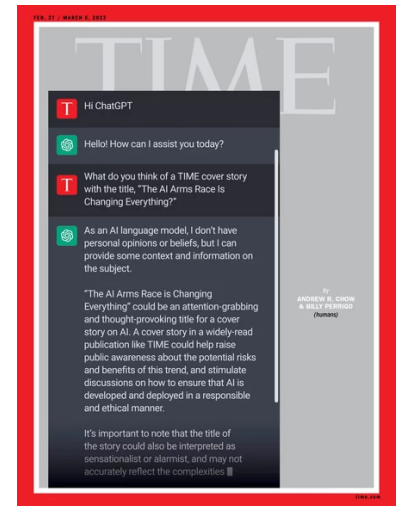 FEB. 27 / MARCH 6, 2023
TIME
T
Hi ChatGPT
Hello! How can I assist you today?
T
What do you think of a TIME cover story
with the title, "The AI Arms Race Is
Changing Everything?"
As an AI language model, I don't have
personal opinions or beliefs, but I can
provide some context and information on
the subject.
"The AI Arms Race is Changing
Everything" could be an attention-grabbing
and thought-provoking title for a cover
story on AI. A cover story in a widely-read
publication like TIME could help raise
public awareness about the potential risks
and benefits of this trend, and stimulate
discussions on how to ensure that AI is
developed and deployed in a responsible
and ethical manner.
It's important to note that the title of
the story could also be interpreted as
sensationalist or alarmist, and may not
accurately reflect the complexities
By
ANDREW R. CHOW
& BILLY PERRIGO
(humans)
time.com